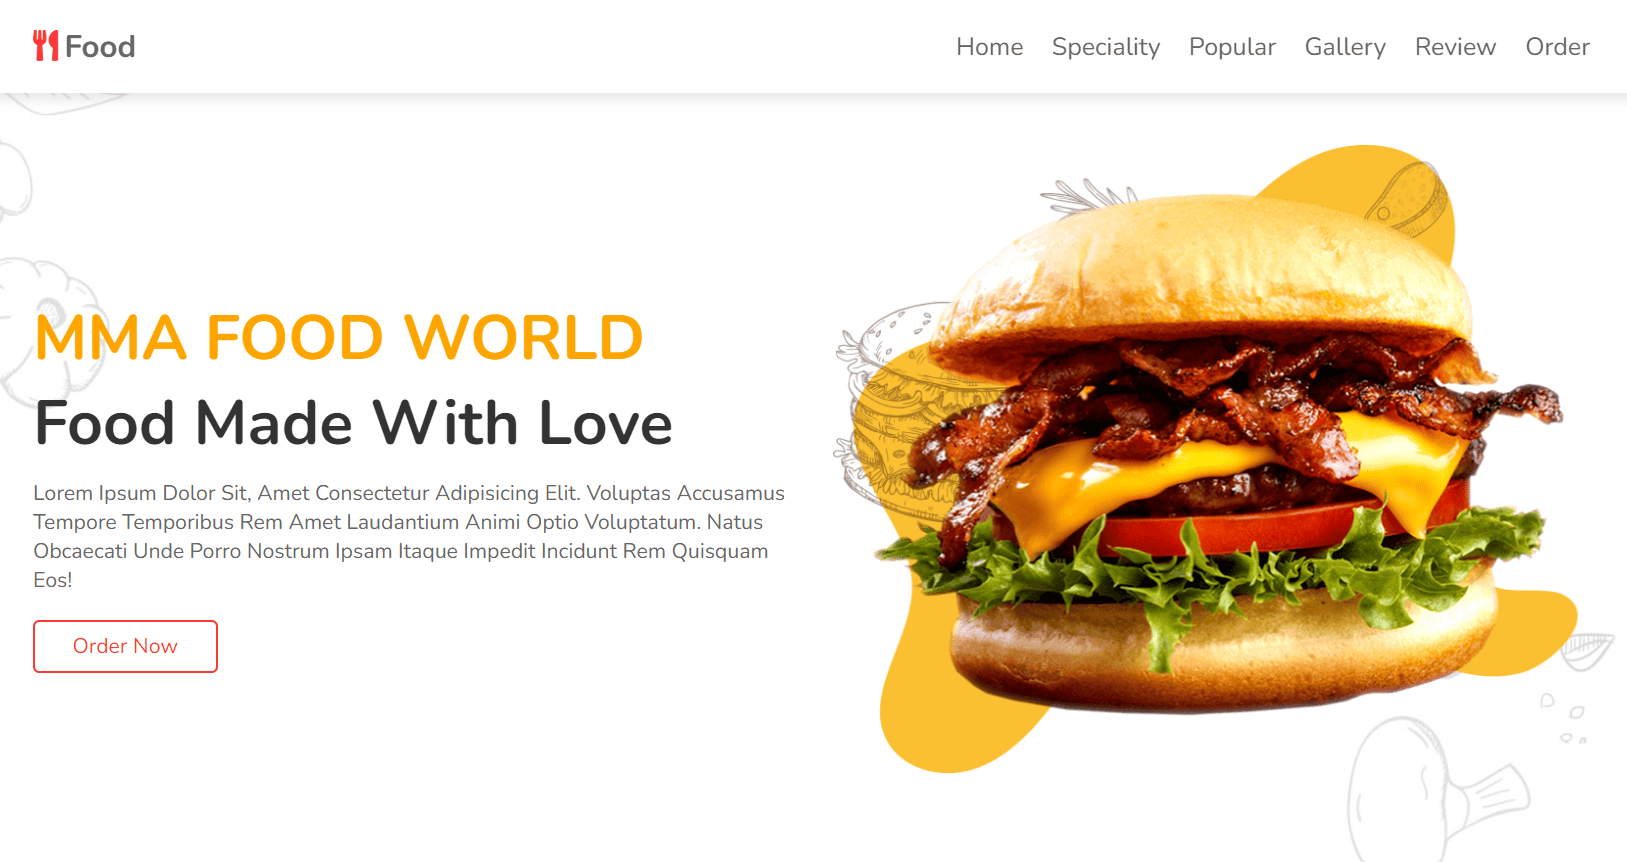 Food
Home Speciality Popular Gallery Review Order
MMA FOOD WORLD
Food Made With Love
Lorem Ipsum Dolor Sit, Amet Consectetur Adipisicing Elit. Voluptas Accusamus
Tempore Temporibus Rem Amet Laudantium Animi Optio Voluptatum. Natus
Obcaecati Unde Porro Nostrum Ipsam Itaque Impedit Incidunt Rem Quisquam
Eos!
Order Now